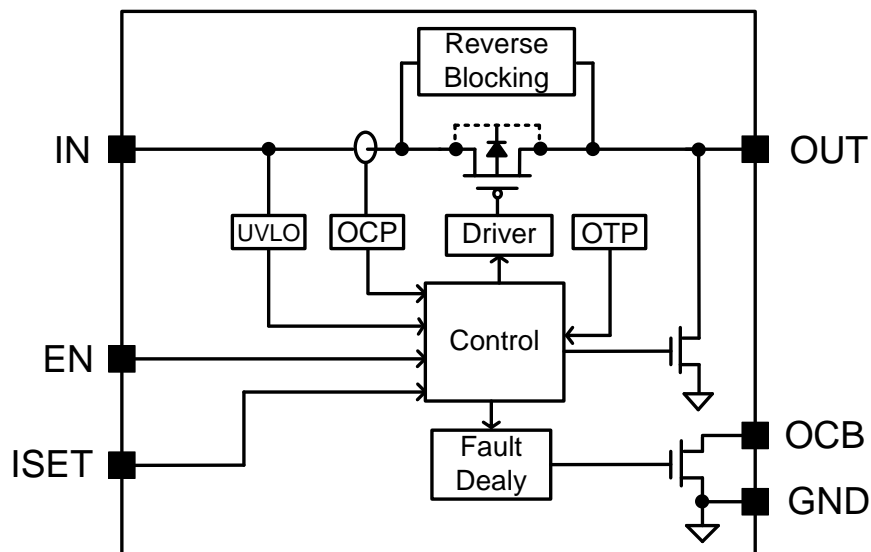 Reverse
Blocking
IN
OUT
UVLO
OCP
Driver
OTP
EN
Control
ISET
Fault
Dealy
OCB
GND